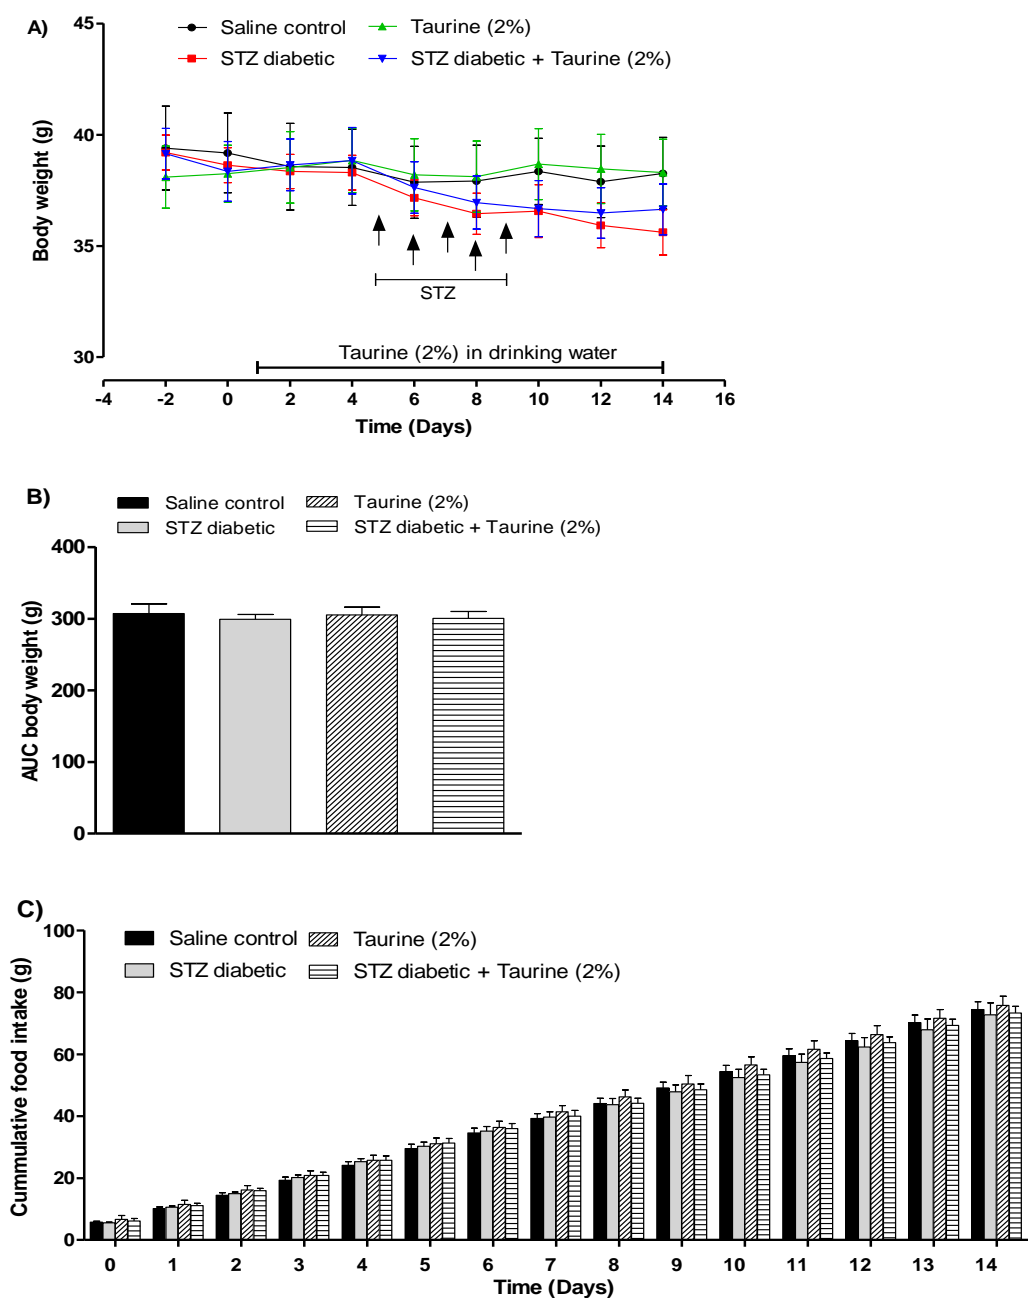 A)
Saline control
Taurine (2%)
STZ diabetic
STZ diabetic + Taurine (2%)
Body weight (g)
45
40
35
30
STZ
Taurine (2%) in drinking water
-4 -2 0 2 4 6 8 10 12 14 16
Time (Days)
B)
Saline control
Taurine (2%)
STZ diabetic
STZ diabetic + Taurine (2%)
AUC body weight (g)
400
300
200
100
0
C)
Saline control
Taurine (2%)
STZ diabetic
STZ diabetic + Taurine (2%)
Cummulative food intake (g)
100
80
60
40
20
0
0 1 2 3 4 5 6 7 8 9 10 11 12 13 14
Time (Days)